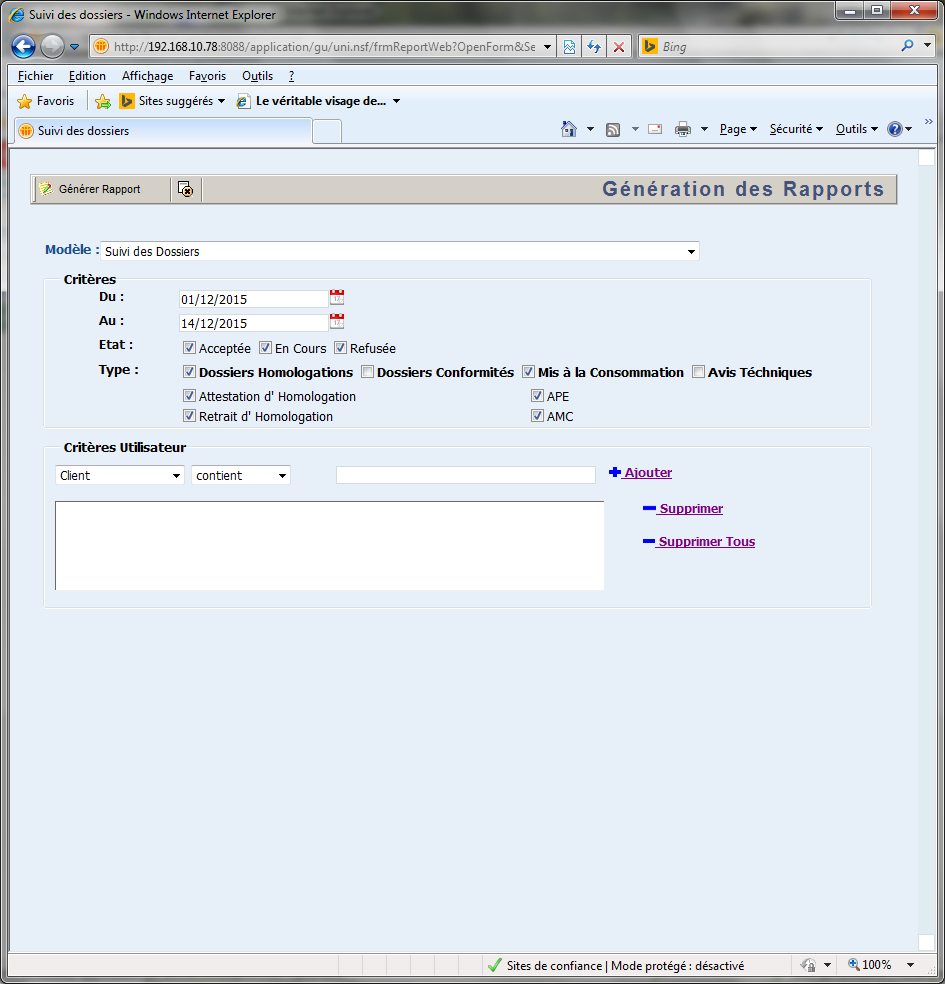 Suivi des dossiers - Windows Internet Explorer
http://192.168.10.78:8088/application/gu/uni.nsf/frmReportWeb?OpenForm&Se Bing
Fichier Edition Affichage Favoris Outils ?
Favoris Sites suggérés Le véritable visage de...
Suivi des dossiers Page Sécurité Outils »
Générer Rapport Génération des Rapports
Modèle : Suivi des Dossiers
Critères
Du : 01/12/2015
Au : 14/12/2015
Etat : Acceptée En Cours Refusée
Type : Dossiers Homologations Dossiers Conformités Mis à la Consommation Avis Téchniques
Attestation d' Homologation APE
Retrait d' Homologation AMC
Critères Utilisateur
Client contient Ajouter
Supprimer
Supprimer Tous
Sites de confiance | Mode protégé : désactivé 100%